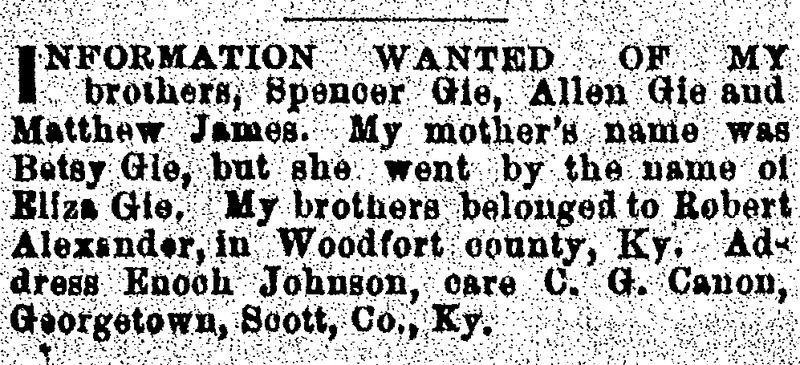 INFORMATION WANTED OF MY
brothers, Spencer Gie, Allen Gie and
Matthew James. My mother's name was
Betsy Gie, but she went by the name of
Eliza Gie. My brothers belonged to Robert
Alexander, in Woodfort county, Ky. Ad-
dress Enoch Johnson, care C. G. Canon,
Georgetown, Scott, Co., Ky.